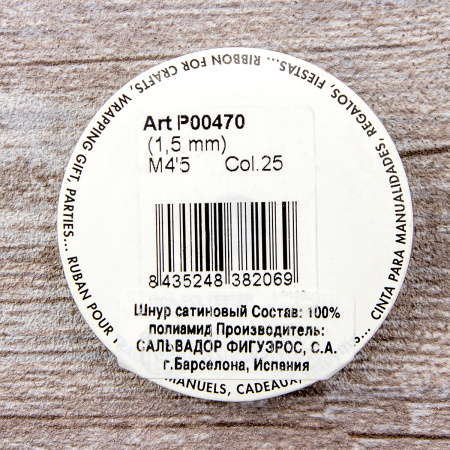 RIBBON FOR CRAFTS, WRAPPING GIFT, PARTIES...
CINTA PARA MANUALIDADES, REGALOS, FIESTAS...
RUBAN POUR
MANUELS, CADEAUX
Art P00470
(1,5 mm)
M4'5 Col.25
8 435248 382069
Шнур сатиновый Состав: 100%
полиамид Производитель:
САЛЬВАДОР ФИГУЭРОС, С.А.
г.Барселона, Испания